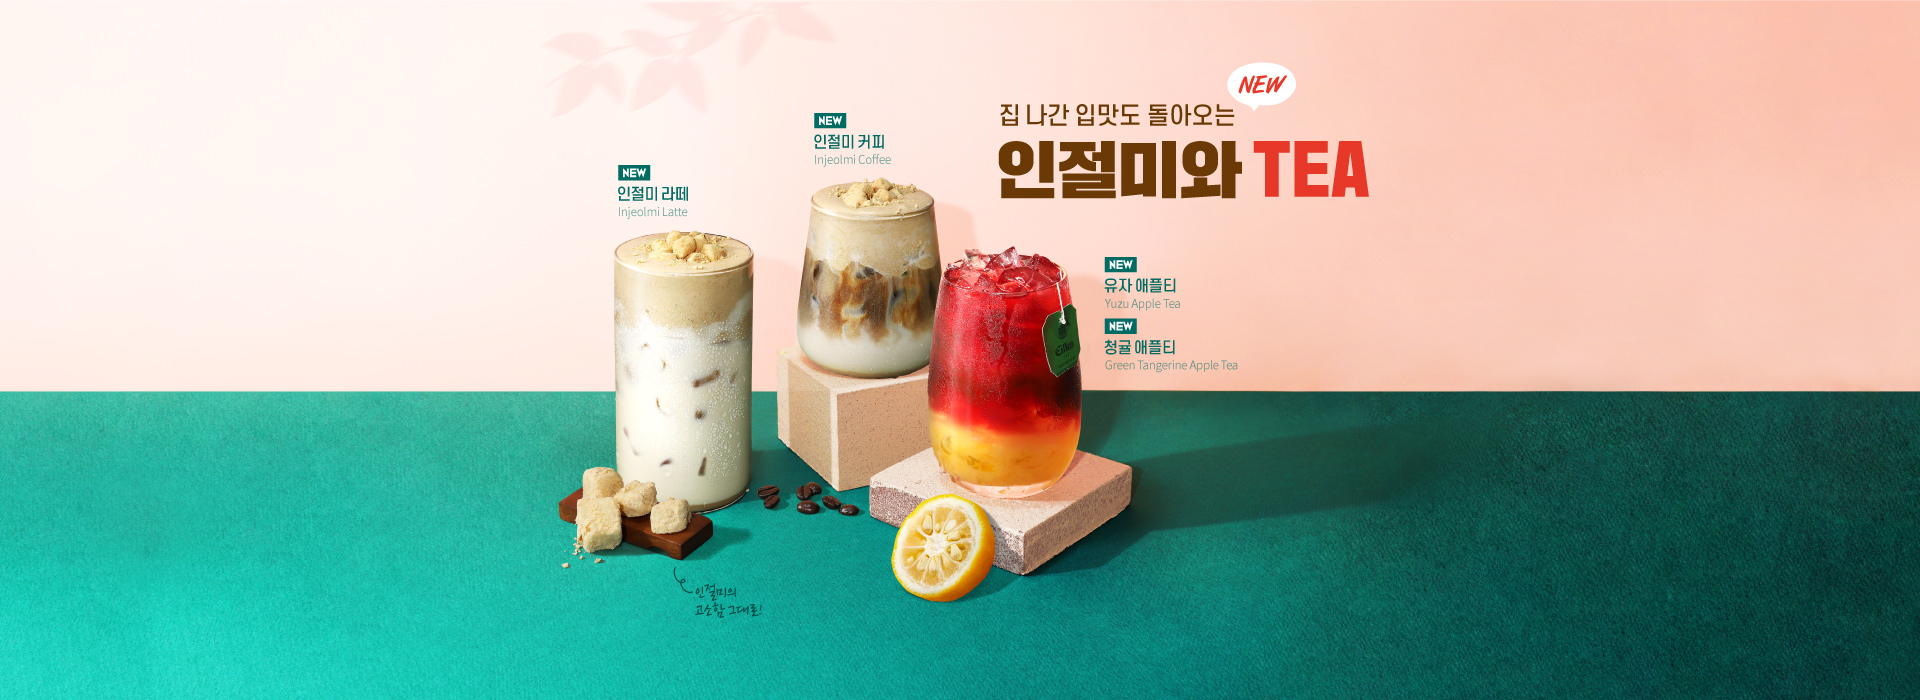 NEW
집 나간 입맛도 돌아오는
인절미와 TEA
NEW
인절미 커피
Injeolmi Coffee
NEW
인절미 라떼
Injeolmi Latte
NEW
유자 애플티
Yuzu Apple Tea
NEW
청귤 애플티
Green Tangerine Apple Tea
인절미의
고소함 그대로!